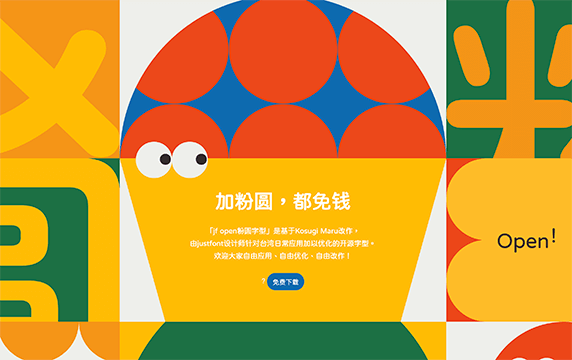 加粉圆，都免钱
「jf open粉圆字型」是基于Kosugi Maru改作，
由justfont设计师针对台湾日常应用加以优化的开源字型。
欢迎大家自由应用、自由优化、自由改作！
? 免费下载
Open!